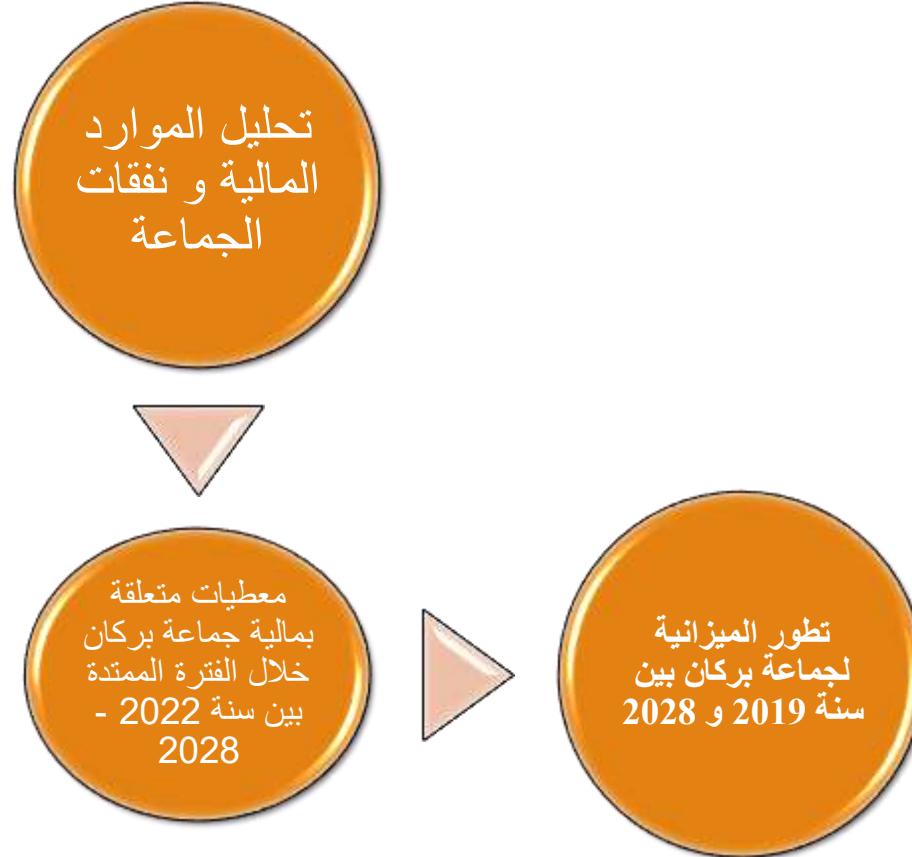 تحليل الموارد
المالية و نفقات
الجماعة
معطيات متعلقة
بمالية جماعة بركان
خلال الفترة الممتدة
بين سنة 2022 -
2028
تطور الميزانية
لجماعة بركان بين
سنة 2019 و 2028